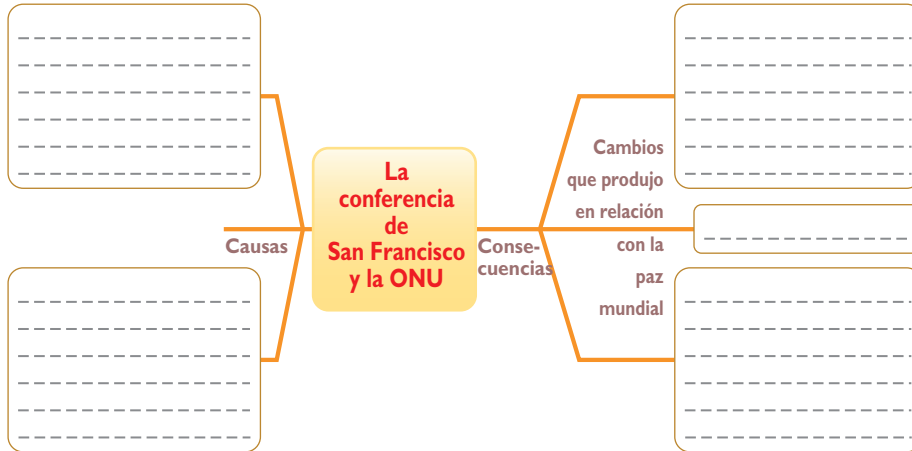 La
conferencia
de
San Francisco
y la ONU
Causas
Conse-
cuencias
Cambios
que produjo
en relación
con la
paz
mundial